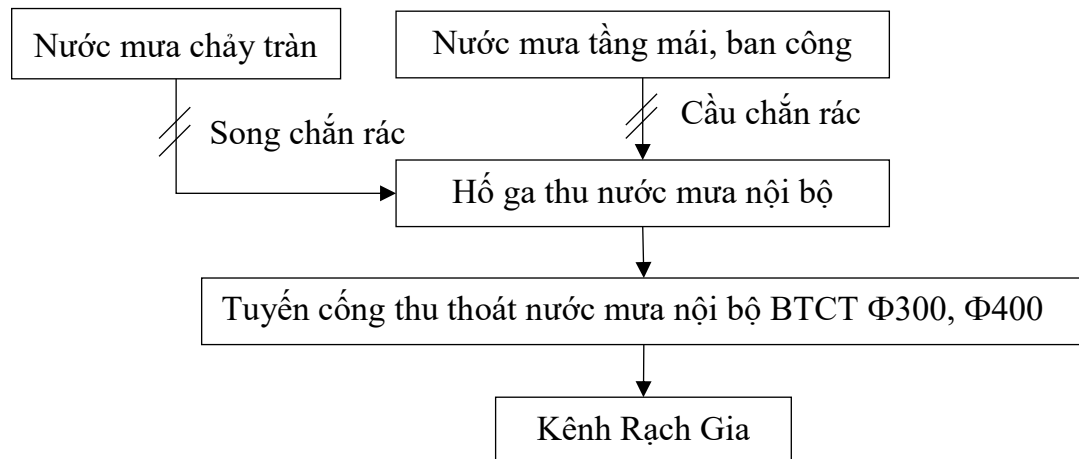 Nước mưa chảy tràn
Nước mưa tầng mái, ban công
Song chắn rác
Cầu chắn rác
Hố ga thu nước mưa nội bộ
Tuyến cống thu thoát nước mưa nội bộ BTCT Φ300, Φ400
Kênh Rạch Gia